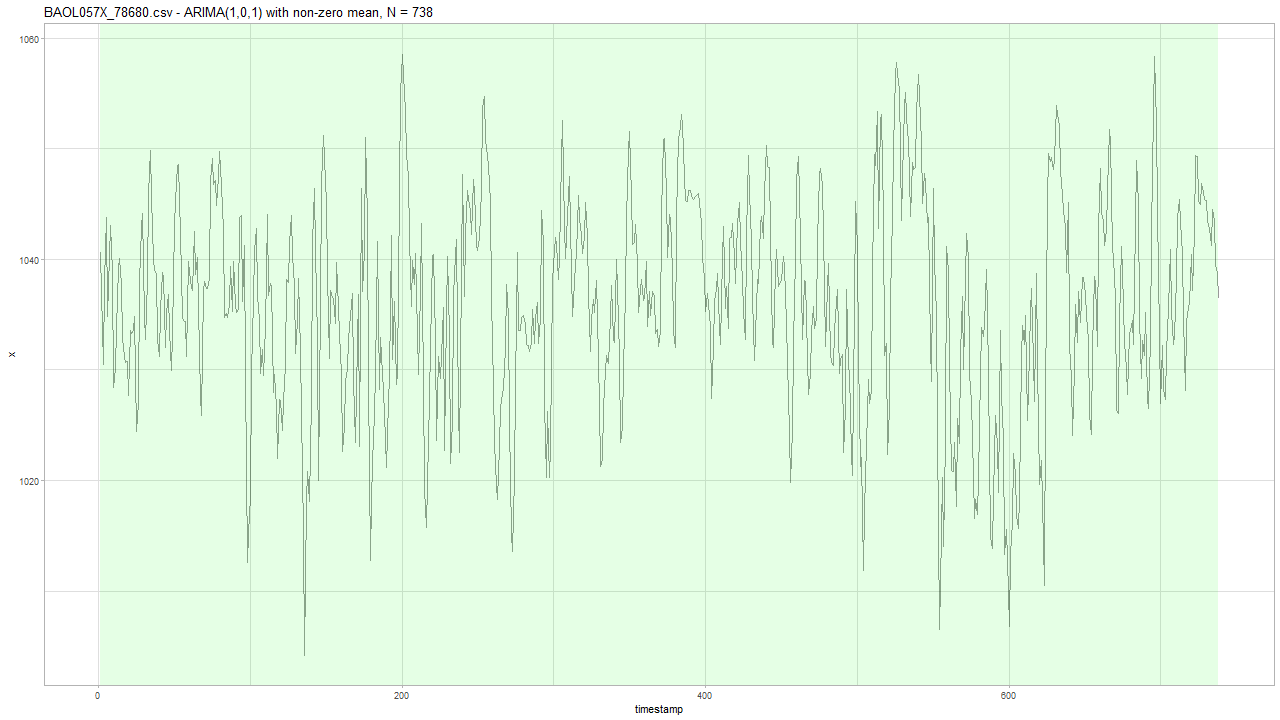 BAOL057X_78680.csv - ARIMA(1,0,1) with non-zero mean, N = 738
1060
1040
1020
x
0
200
400
600
timestamp